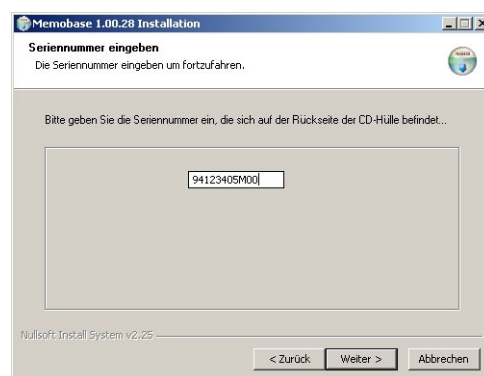 Memobase 1.00.28 Installation
Seriennummer eingeben
Die Seriennummer eingeben um fortzufahren.
Bitte geben Sie die Seriennummer ein, die sich auf der Rückseite der CD-Hülle befindet...
94123405M00
Nullsoft Install System v2.25
< Zurück Weiter > Abbrechen